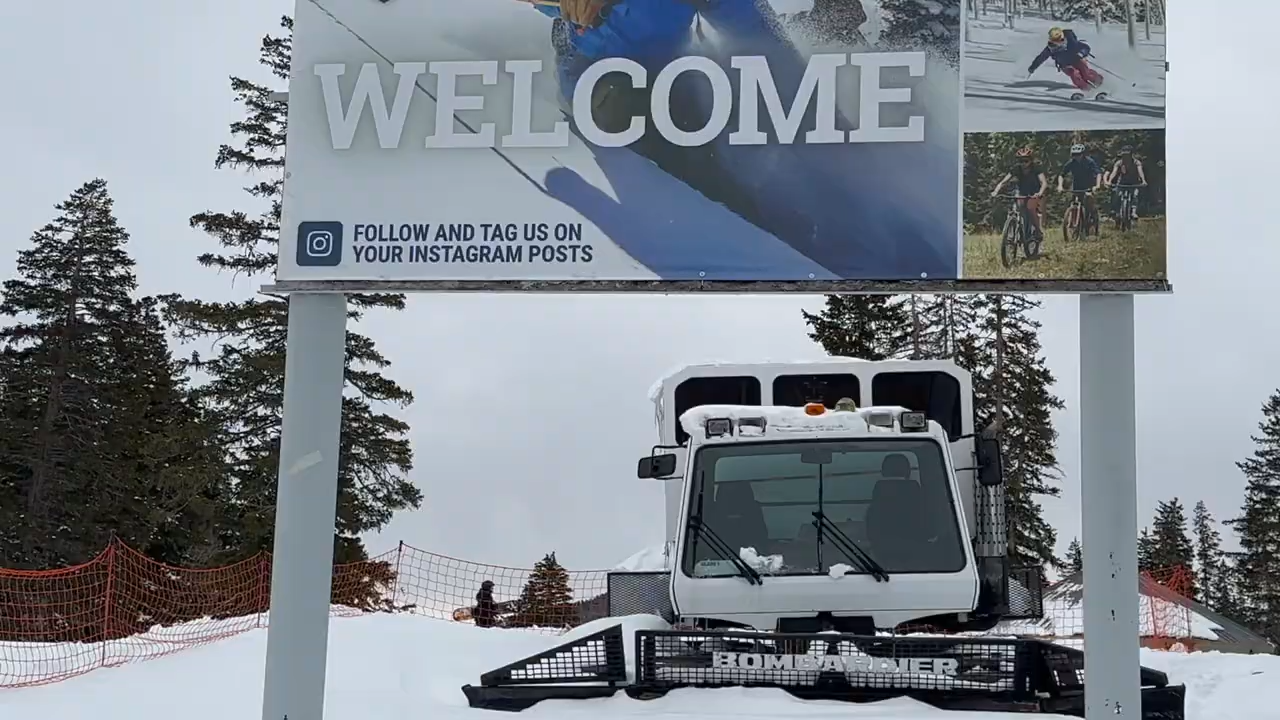 WELCOME
FOLLOW AND TAG US ON
YOUR INSTAGRAM POSTS
BOMBARDIER